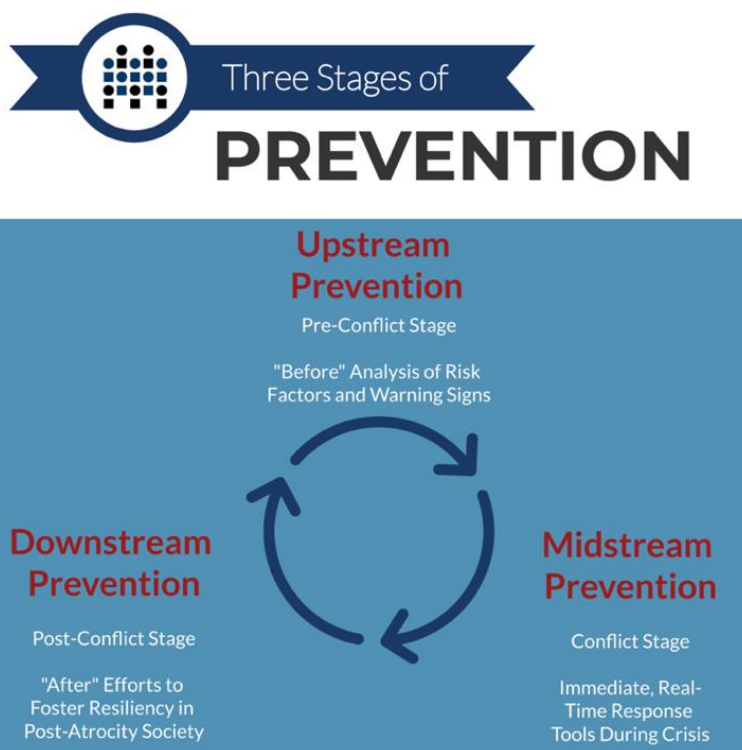 Three Stages of
PREVENTION
Upstream
Prevention
Pre-Conflict Stage
"Before" Analysis of Risk
Factors and Warning Signs
Downstream
Prevention
Post-Conflict Stage
"After" Efforts to
Foster Resiliency in
Post-Atrocity Society
Midstream
Prevention
Conflict Stage
Immediate, Real-
Time Response
Tools During Crisis